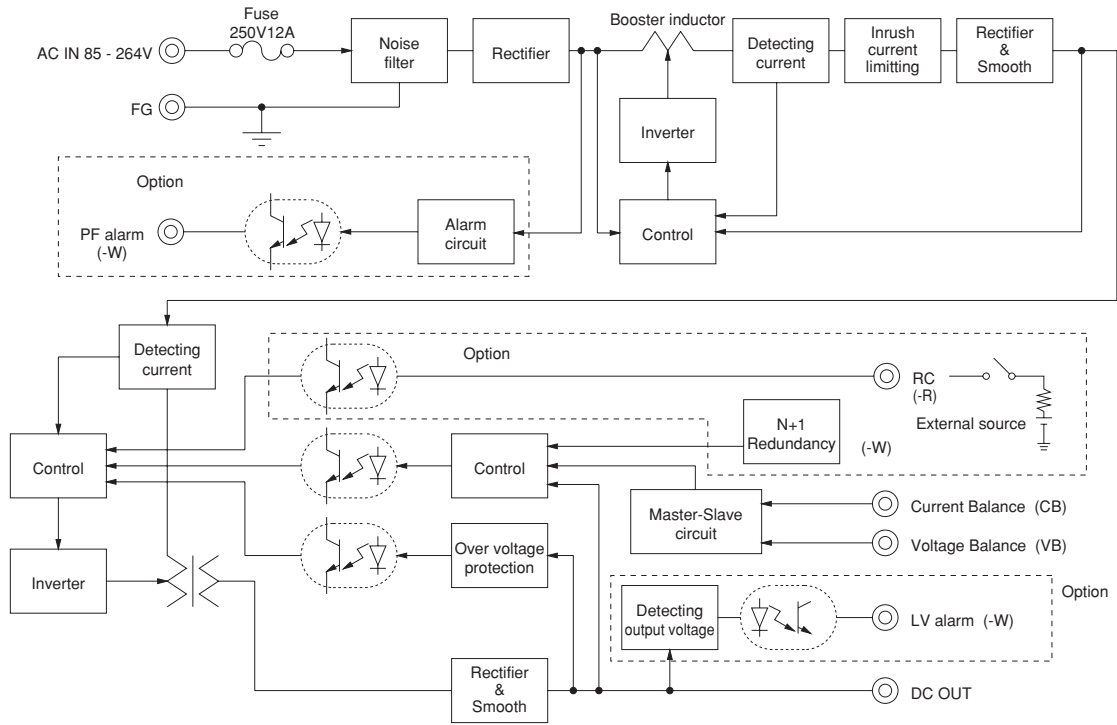 Fuse
250V12A
AC IN 85 - 264V
Noise
filter
Rectifier
Booster inductor
Detecting
current
Inrush
current
limitting
Rectifier
&
Smooth
FG
Inverter
Control
Option
PF alarm
(-W)
Alarm
circuit
Detecting
current
Option
RC
(-R)
External source
N+1
Redundancy
(-W)
Control
Control
Master-Slave
circuit
Current Balance (CB)
Voltage Balance (VB)
Inverter
Over voltage
protection
Option
Detecting
output voltage
LV alarm (-W)
Rectifier
&
Smooth
DC OUT